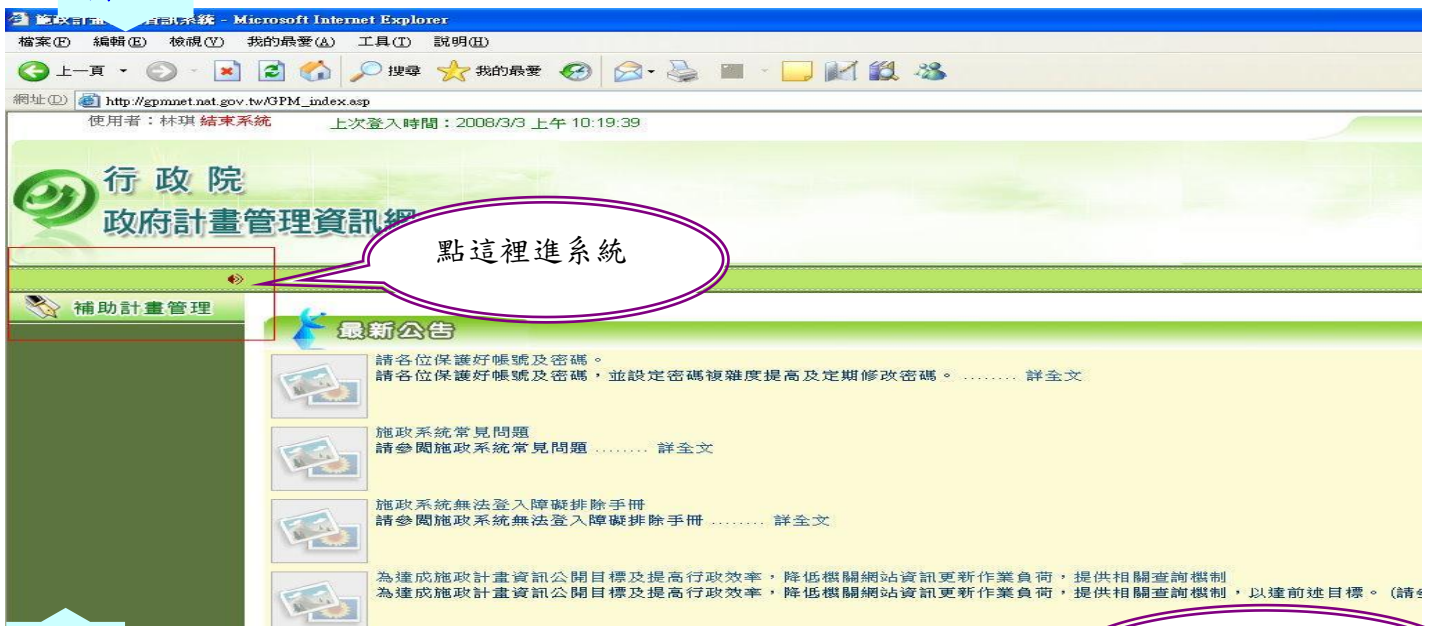 資訊系統 - Microsoft Internet Explorer
檔案(F) 編輯(E) 檢視(V) 我的最愛(A) 工具(T) 說明(H)
上一頁 搜尋 我的最愛
網址(D) http://gpmnet.nat.gov.tw/GPM_index.asp
使用者：林琪 結束系統 上次登入時間：2008/3/3 上午 10:19:39
行政院
政府計畫管理資訊網
點這裡進系統
補助計畫管理
最新公告
請各位保護好帳號及密碼。
請各位保護好帳號及密碼，並設定密碼複雜度提高及定期修改密碼。........ 詳全文
施政系統常見問題
請參閱施政系統常見問題 ........ 詳全文
施政系統無法登入障礙排除手冊
請參閱施政系統無法登入障礙排除手冊 ........ 詳全文
為達成施政計畫資訊公開目標及提高行政效率，降低機關網站資訊更新作業負荷，提供相關查詢機制
為達成施政計畫資訊公開目標及提高行政效率，降低機關網站資訊更新作業負荷，提供相關查詢機制，以達前述目標。(請